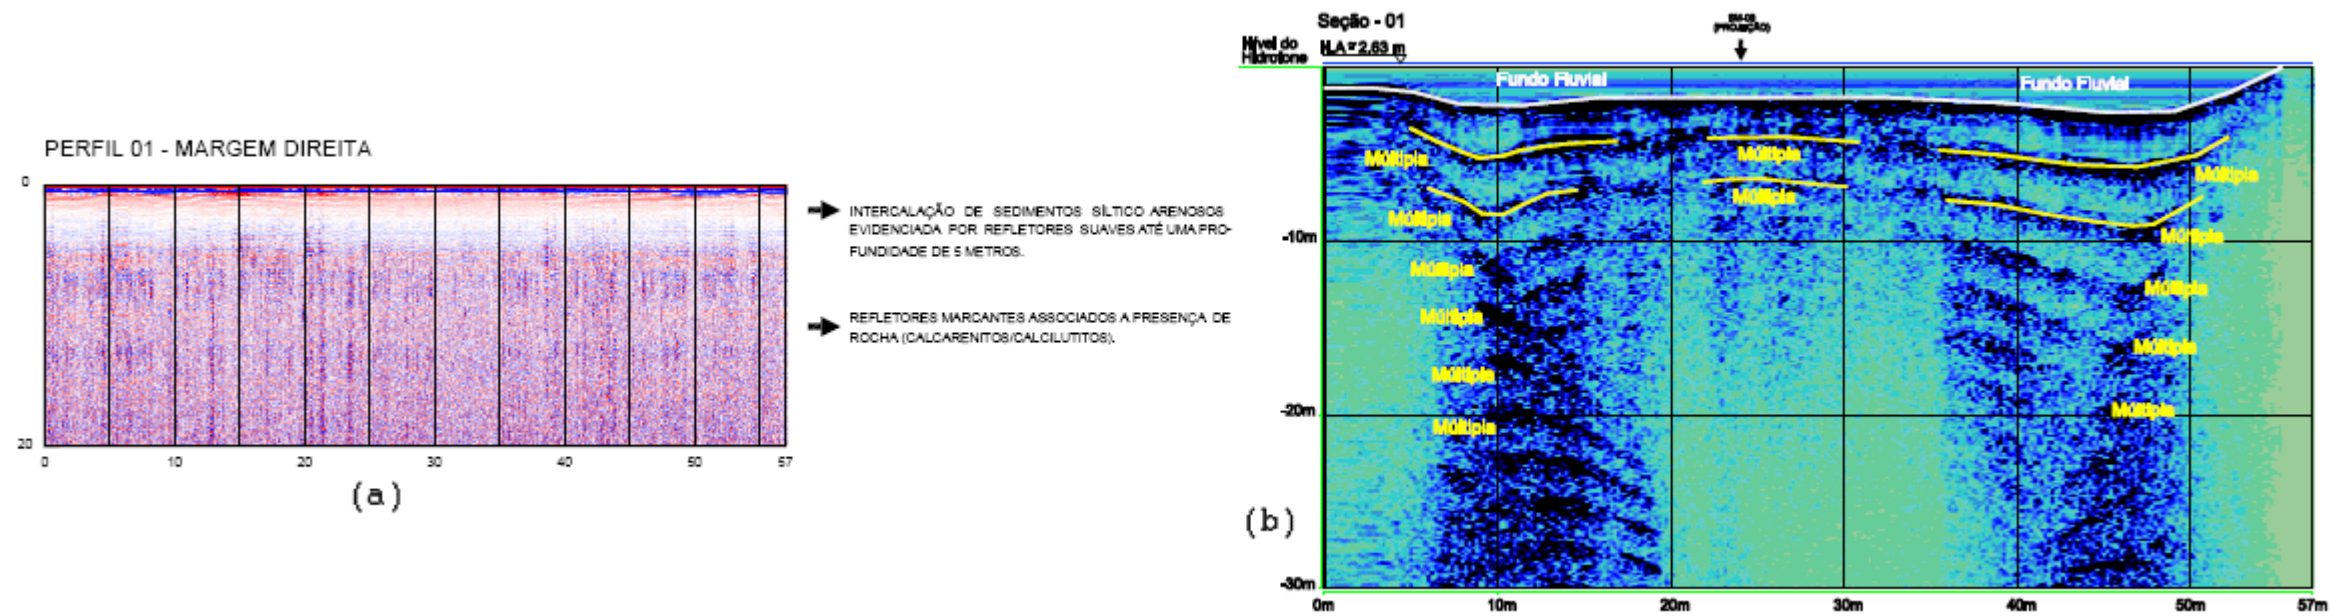 PERFIL 01 - MARGEM DIREITA
0
20
0
10
20
30
40
50
57
(a)
INTERCALAÇÃO DE SEDIMENTOS SÍLTICO ARENOSOS
EVIDENCIADA POR REFLETORES SUAVES ATÉ UMA PRO-
FUNDIDADE DE 5 METROS.
REFLETORES MARCANTES ASSOCIADOS A PRESENÇA DE
ROCHA (CALCARENITOS/CALCILUTITOS).
Seção - 01
Nível do
Hidrofone
N.A = 2.63 m
(PROJEÇÃO)
Fundo Fluvial
Fundo Fluvial
Múltipla
Múltipla
Múltipla
Múltipla
Múltipla
Múltipla
Múltipla
-10m
Múltipla
Múltipla
Múltipla
Múltipla
Múltipla
Múltipla
-20m
Múltipla
-30m
0m
10m
20m
30m
40m
50m
57m
(b)